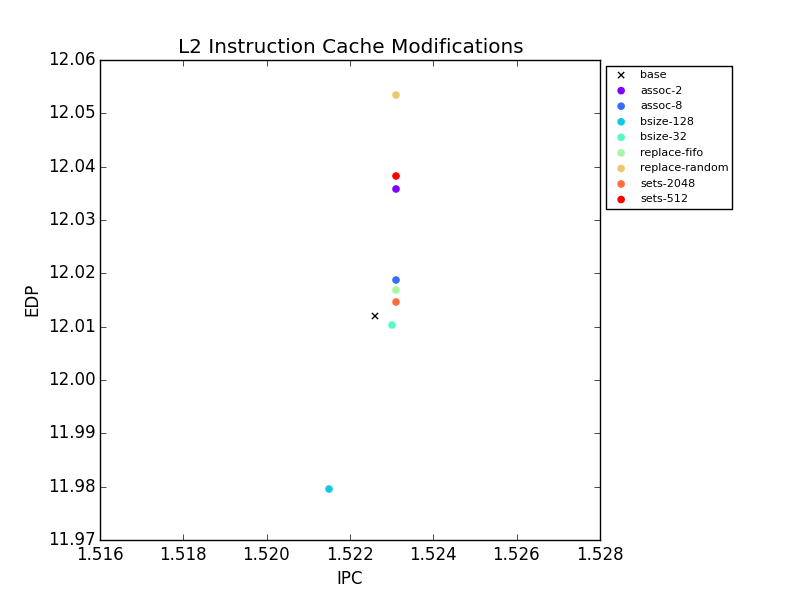 L2 Instruction Cache Modifications
12.06
12.05
12.04
12.03
12.02
12.01
12.00
11.99
11.98
11.97
EDP
1.516 1.518 1.520 1.522 1.524 1.526 1.528
IPC
base
assoc-2
assoc-8
bsize-128
bsize-32
replace-fifo
replace-random
sets-2048
sets-512